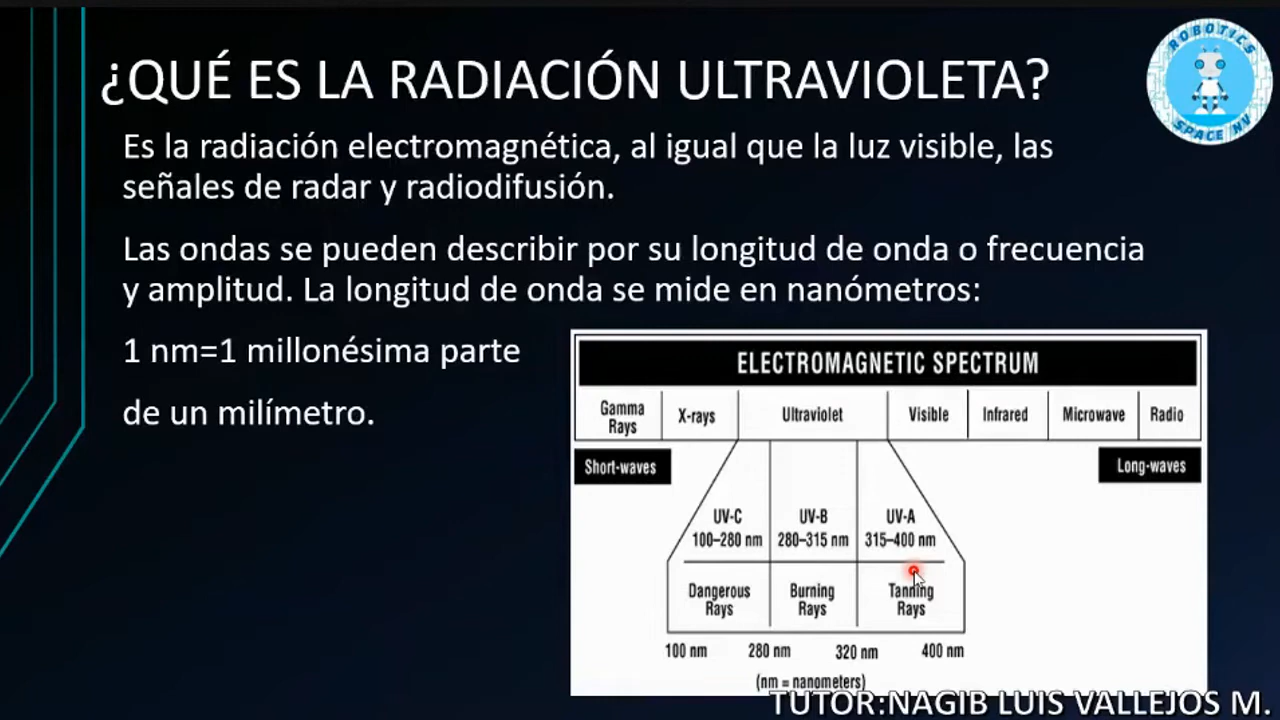 ¿QUÉ ES LA RADIACIÓN ULTRAVIOLETA?
ROBOTICS
SPACE NV
Es la radiación electromagnética, al igual que la luz visible, las
señales de radar y radiodifusión.
Las ondas se pueden describir por su longitud de onda o frecuencia
y amplitud. La longitud de onda se mide en nanómetros:
1 nm=1 millonésima parte
de un milímetro.
ELECTROMAGNETIC SPECTRUM
Gamma Rays X-rays Ultraviolet Visible Infrared Microwave Radio
Short-waves Long-waves
UV-C UV-B UV-A
100–280 nm 280–315 nm 315–400 nm
Dangerous Burning Tanning
Rays Rays Rays
100 nm 280 nm 320 nm 400 nm
(nm = nanometers)
TUTOR:NAGIB LUIS VALLEJOS M.